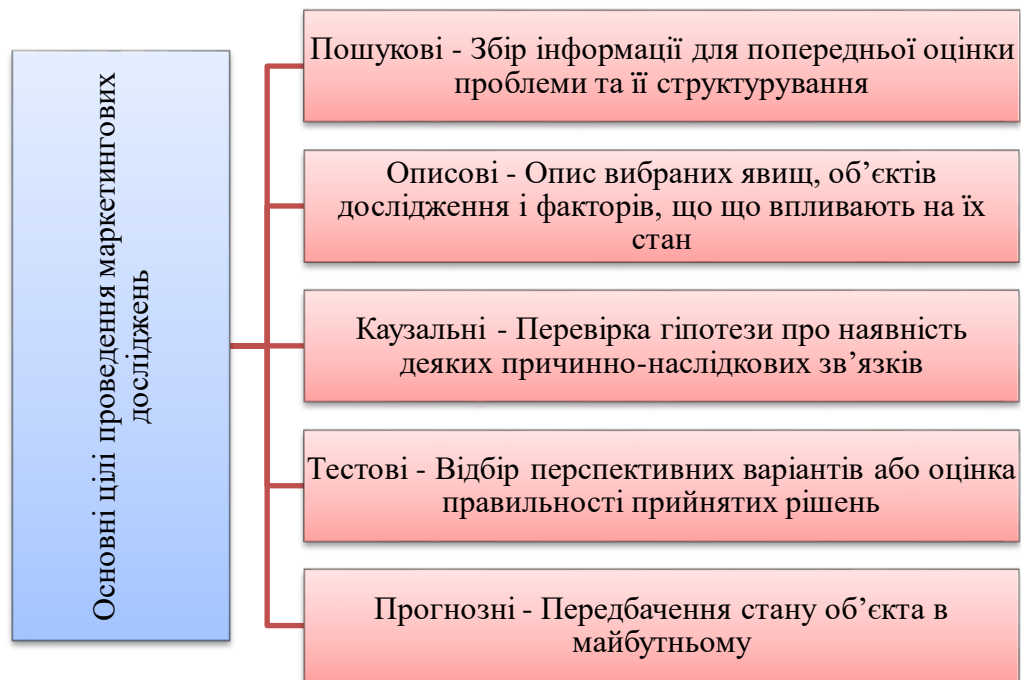 Основні цілі проведення маркетингових
досліджень
Пошукові - Збір інформації для попередньої оцінки
проблеми та її структурування
Описові - Опис вибраних явищ, об’єктів
дослідження і факторів, що що впливають на їх
стан
Каузальні - Перевірка гіпотези про наявність
деяких причинно-наслідкових зв’язків
Тестові - Відбір перспективних варіантів або оцінка
правильності прийнятих рішень
Прогнозні - Передбачення стану об’єкта в
майбутньому